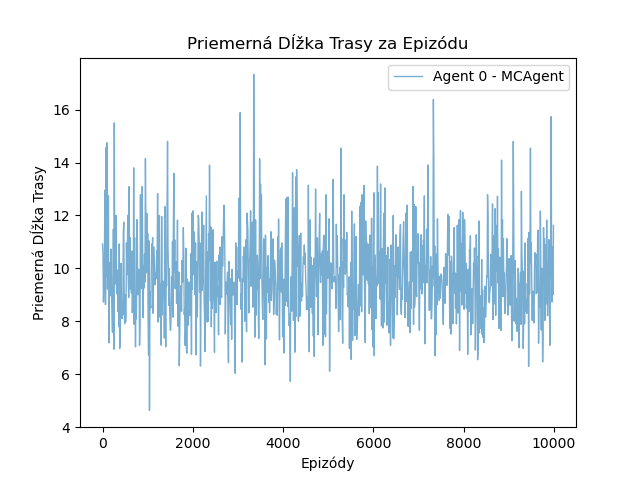 Priemerná Dĺžka Trasy za Epizódu
Agent 0 - MCAgent
Priemerná Dĺžka Trasy
16
14
12
10
8
6
4
0 2000 4000 6000 8000 10000
Epizódy